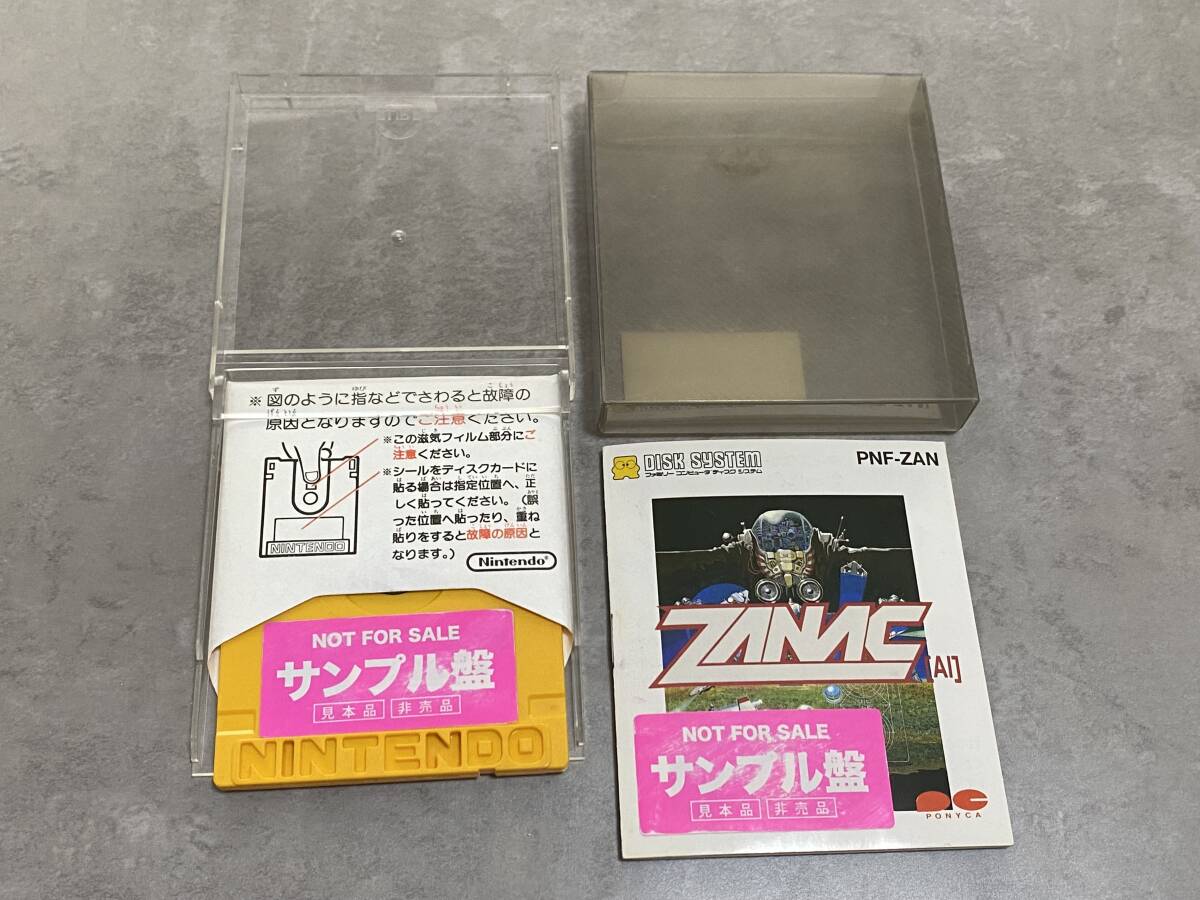 ※図のように指などでさわると故障の
原因となりますのでご注意ください。
※この滋気フィルム部分にご
注意ください。
※シールをディスクカードに
貼る場合は指定位置へ、正
しく貼ってください。(誤
った位置へ貼ったり、重ね
貼りをすると故障の原因と
なります。)
NINTENDO
Nintendo
NOT FOR SALE
サンプル盤
見本品 非売品
NINTENDO
DISK SYSTEM
ファミリー コンピュータ ディスク システム
PNF-ZAN
ZANAC
[AI]
NOT FOR SALE
サンプル盤
見本品 非売品
PONYCA